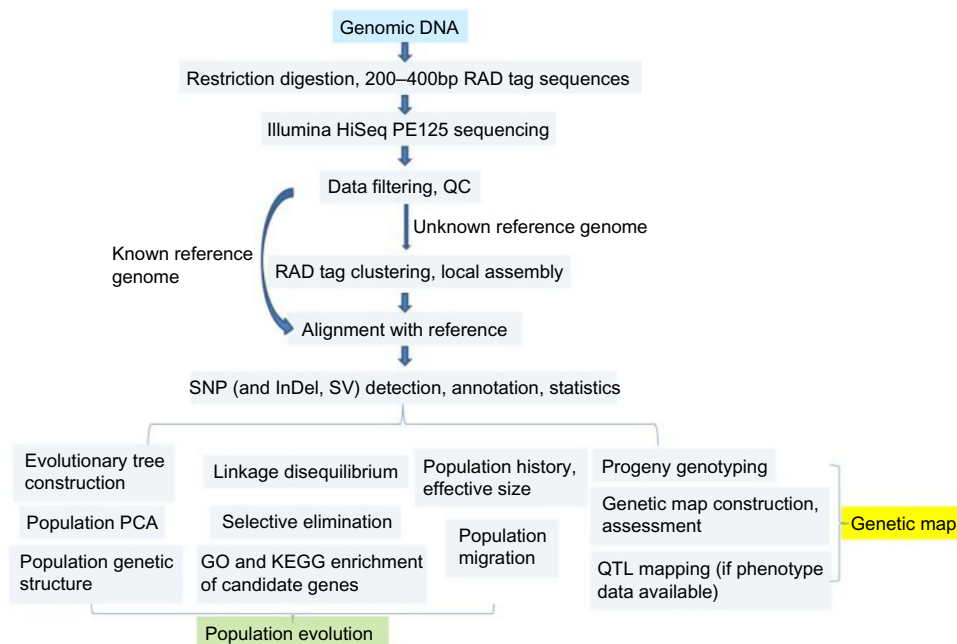 Genomic DNA
Restriction digestion, 200–400bp RAD tag sequences
Illumina HiSeq PE125 sequencing
Data filtering, QC
Unknown reference genome
Known reference
genome
RAD tag clustering, local assembly
Alignment with reference
SNP (and InDel, SV) detection, annotation, statistics
Evolutionary tree
construction
Population PCA
Population genetic
structure
Linkage disequilibrium
Selective elimination
GO and KEGG enrichment
of candidate genes
Population history,
effective size
Population
migration
Progeny genotyping
Genetic map construction,
assessment
QTL mapping (if phenotype
data available)
Genetic map
Population evolution